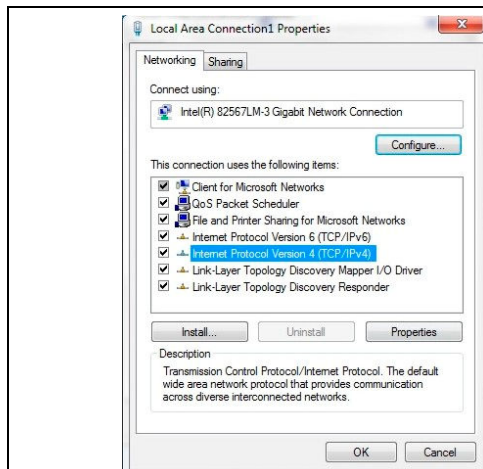 Local Area Connection1 Properties
Networking
Sharing
Connect using:
Intel(R) 82567LM-3 Gigabit Network Connection
Configure...
This connection uses the following items:
Client for Microsoft Networks
QoS Packet Scheduler
File and Printer Sharing for Microsoft Networks
Internet Protocol Version 6 (TCP/IPv6)
Internet Protocol Version 4 (TCP/IPv4)
Link-Layer Topology Discovery Mapper I/O Driver
Link-Layer Topology Discovery Responder
Install...
Uninstall
Properties
Description
Transmission Control Protocol/Internet Protocol. The default
wide area network protocol that provides communication
across diverse interconnected networks.
OK
Cancel